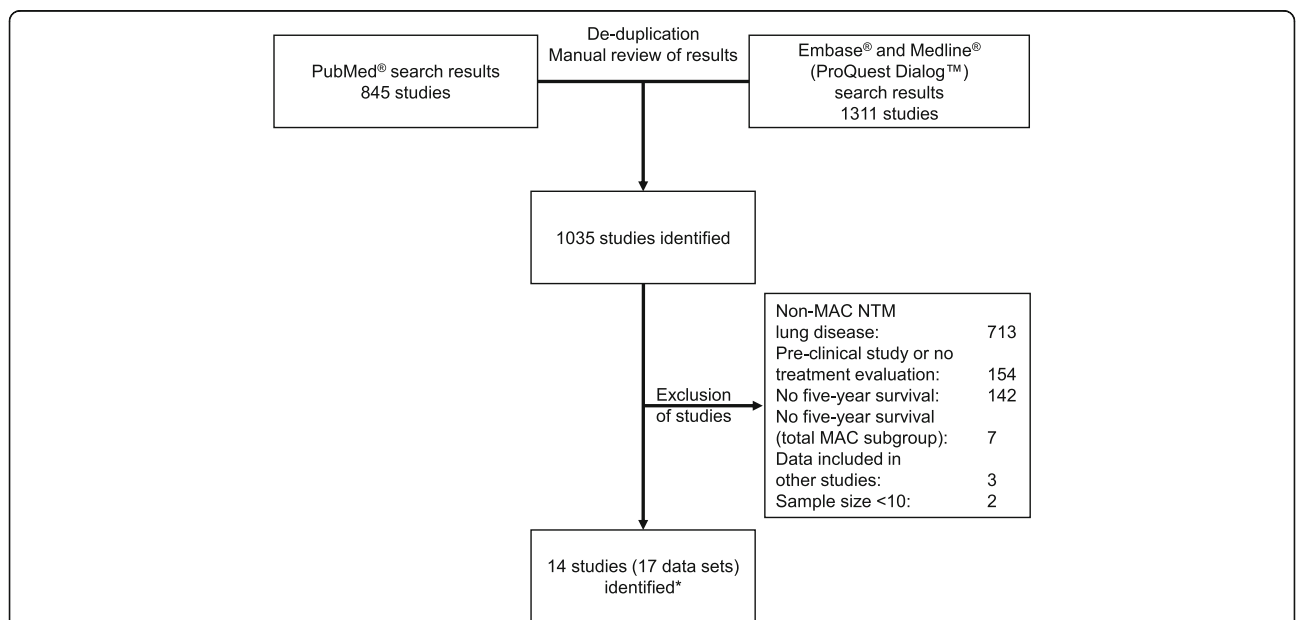 De-duplication
Manual review of results
PubMed® search results
845 studies
Embase® and Medline®
(ProQuest Dialog™)
search results
1311 studies
1035 studies identified
Exclusion
of studies
Non-MAC NTM
lung disease: 713
Pre-clinical study or no
treatment evaluation: 154
No five-year survival: 142
No five-year survival
(total MAC subgroup): 7
Data included in
other studies: 3
Sample size <10: 2
14 studies (17 data sets)
identified*